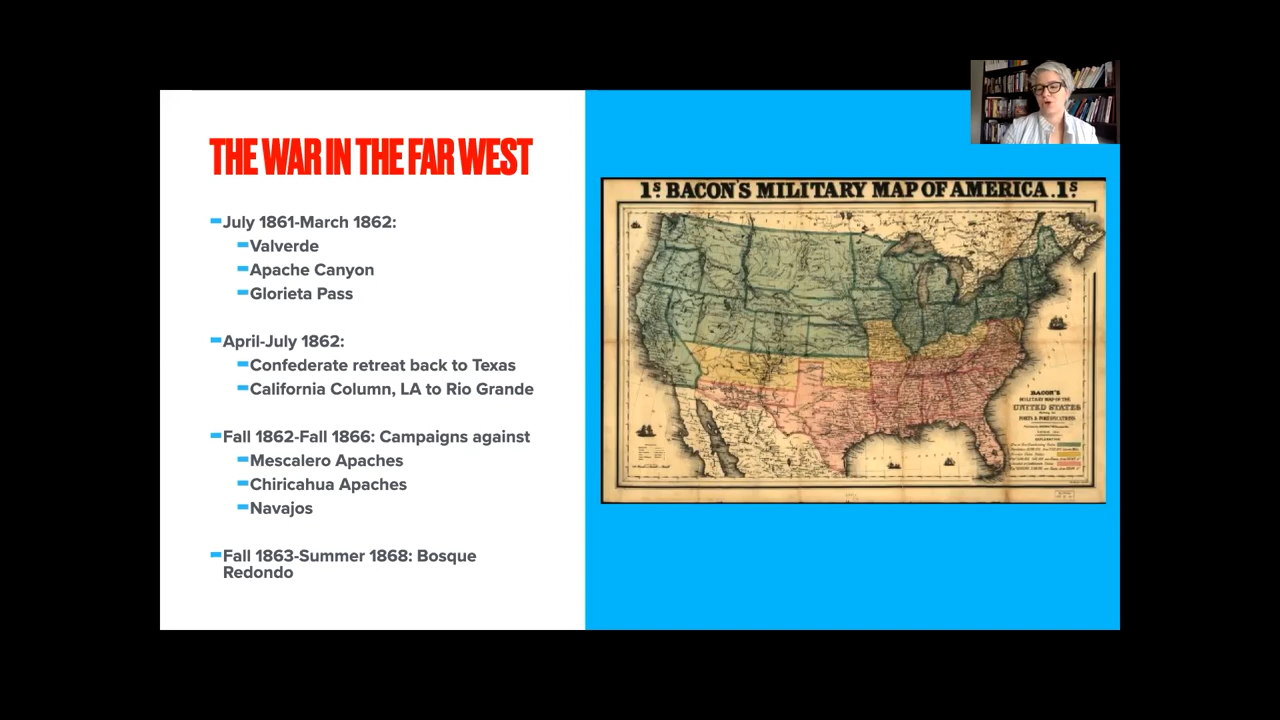 THE WAR IN THE FAR WEST
July 1861-March 1862:
Valverde
Apache Canyon
Glorieta Pass
April-July 1862:
Confederate retreat back to Texas
California Column, LA to Rio Grande
Fall 1862-Fall 1866: Campaigns against
Mescalero Apaches
Chiricahua Apaches
Navajos
Fall 1863-Summer 1868: Bosque
Redondo
1S. BACON'S MILITARY MAP OF AMERICA. 1S.
BACON'S
MILITARY MAP OF THE
UNITED STATES
FORTS & FORTIFICATIONS